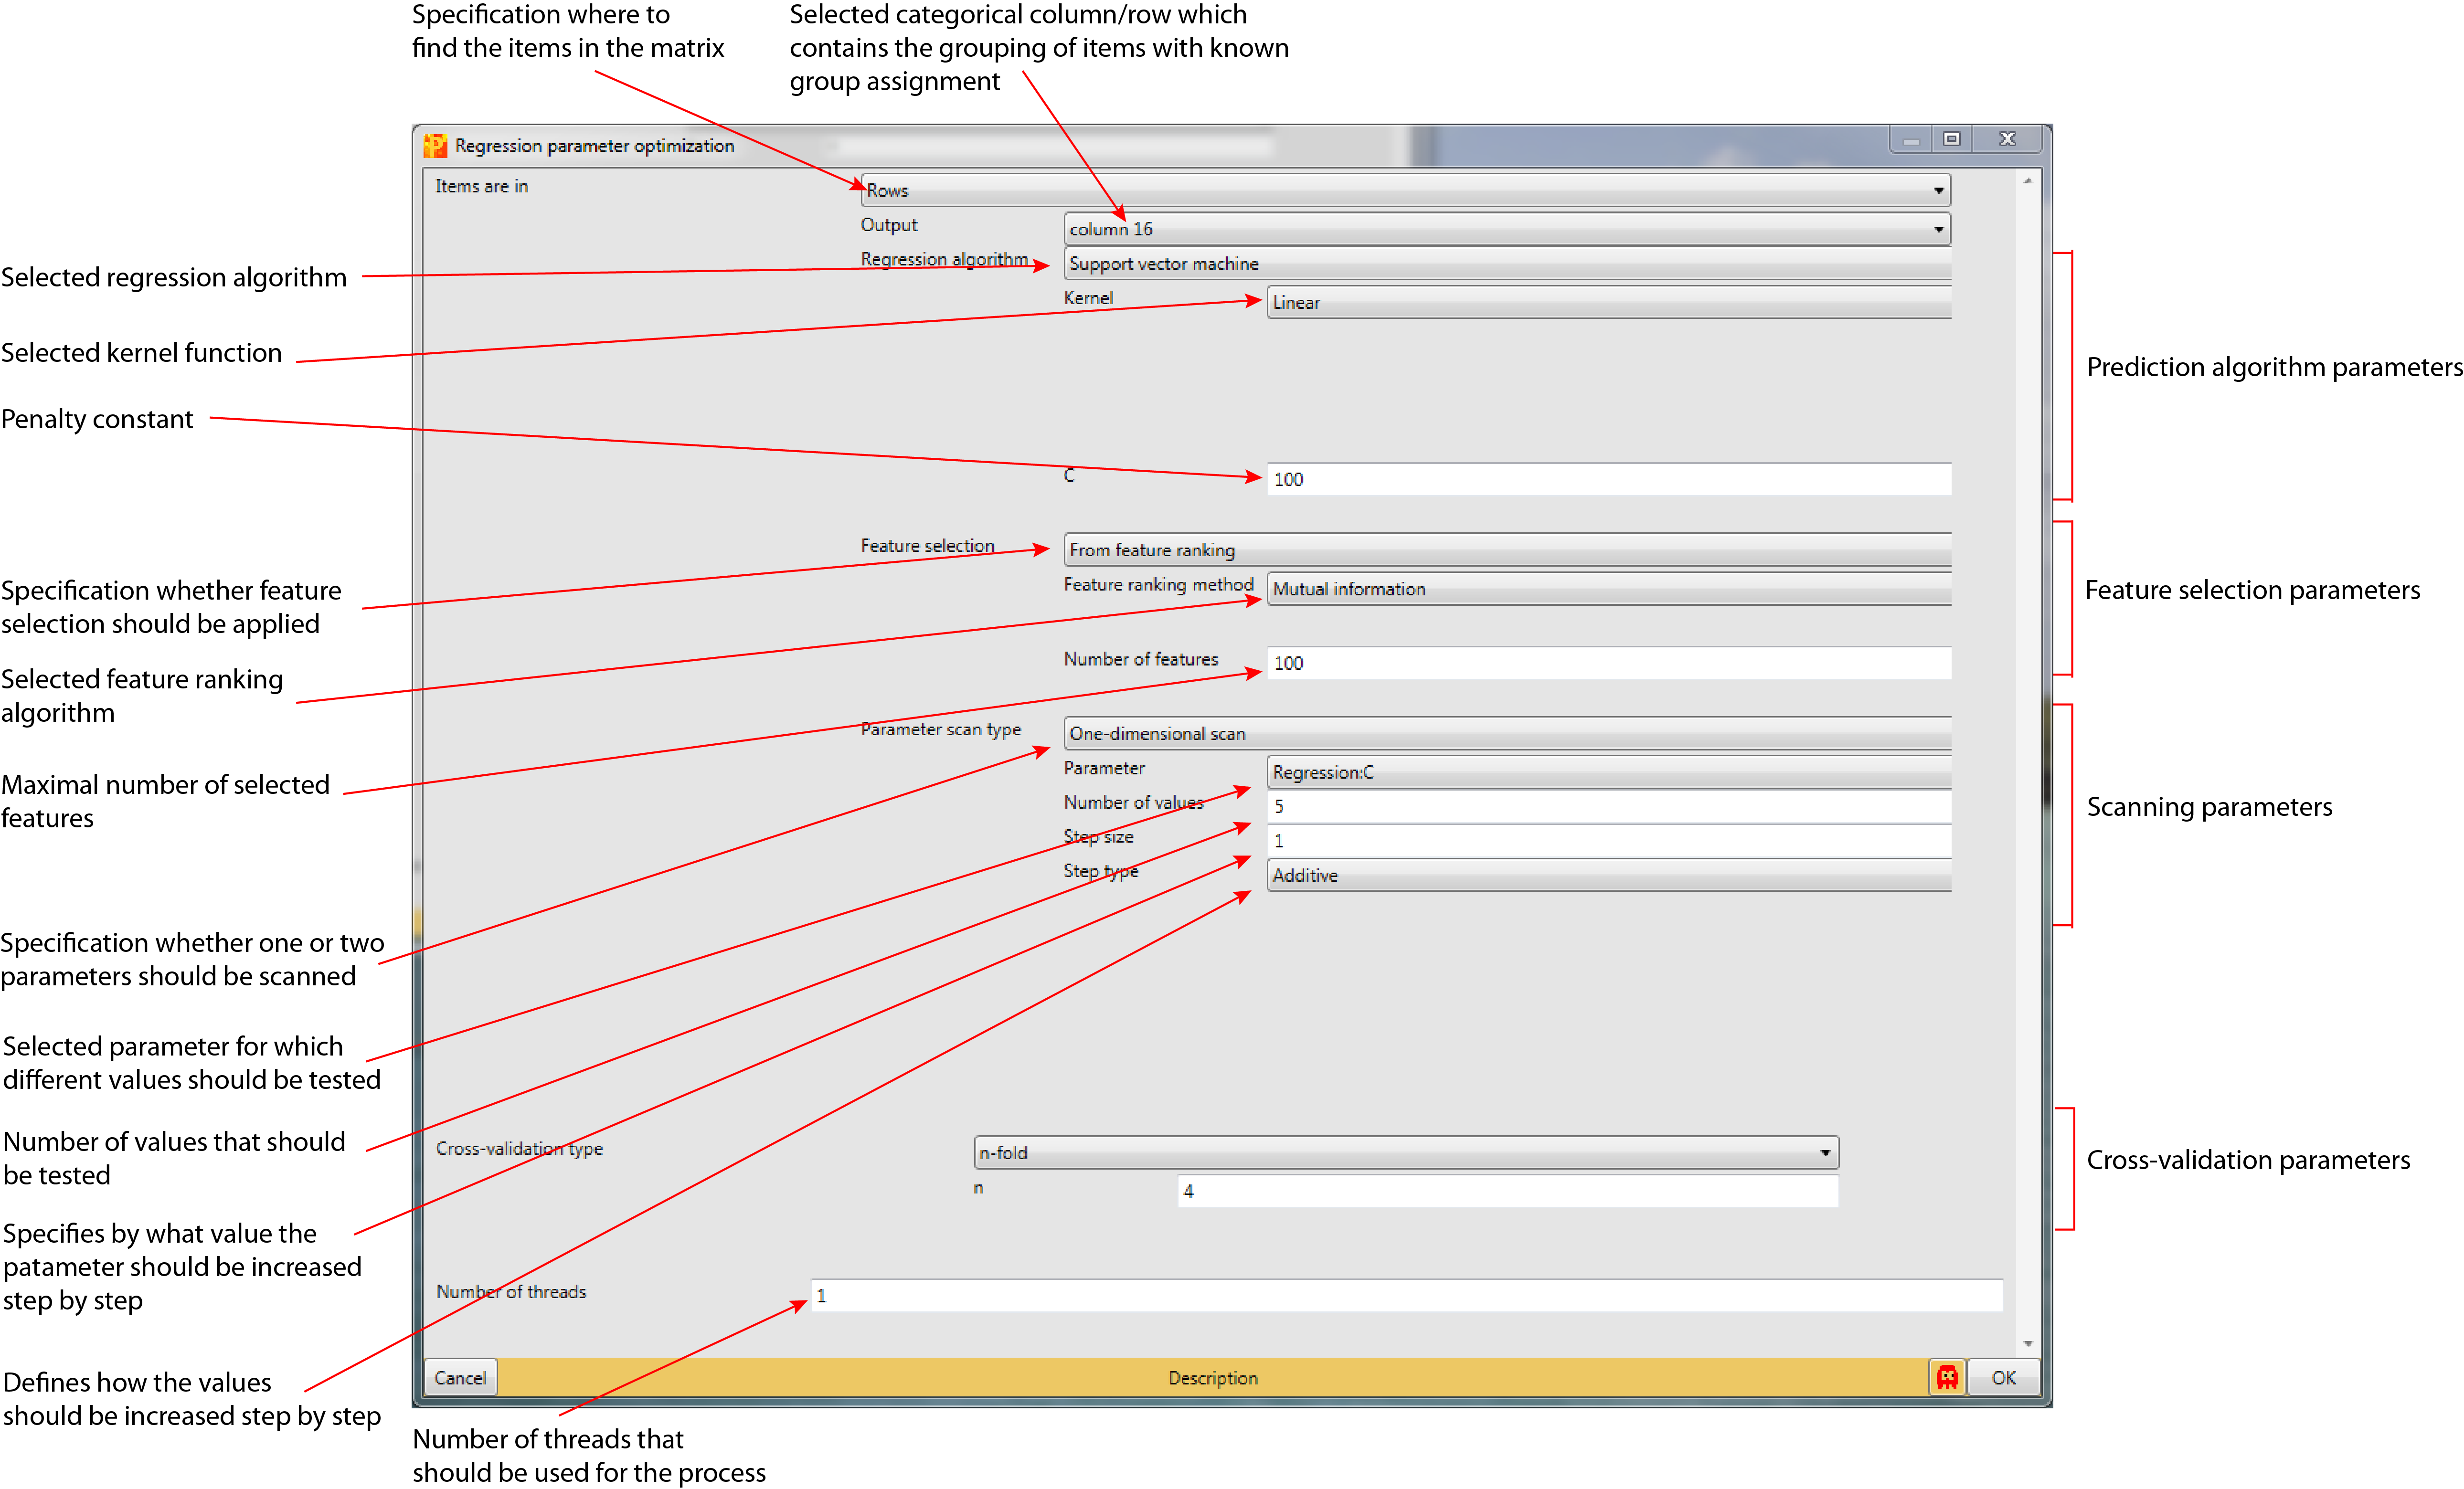 Specification where to
find the items in the matrix
Selected categorical column/row which
contains the grouping of items with known
group assignment
Regression parameter optimization
Items are in
Rows
Output
column 16
Regression algorithm
Support vector machine
Kernel
Linear
C
100
Feature selection
From feature ranking
Feature ranking method
Mutual information
Number of features
100
Parameter scan type
One-dimensional scan
Parameter
Regression:C
Number of values
5
Step size
1
Step type
Additive
Cross-validation type
n-fold
n
4
Number of threads
1
Cancel
Description
OK
Selected regression algorithm
Selected kernel function
Penalty constant
Specification whether feature
selection should be applied
Selected feature ranking
algorithm
Maximal number of selected
features
Specification whether one or two
parameters should be scanned
Selected parameter for which
different values should be tested
Number of values that should
be tested
Specifies by what value the
patameter should be increased
step by step
Defines how the values
should be increased step by step
Number of threads that
should be used for the process
Prediction algorithm parameters
Feature selection parameters
Scanning parameters
Cross-validation parameters